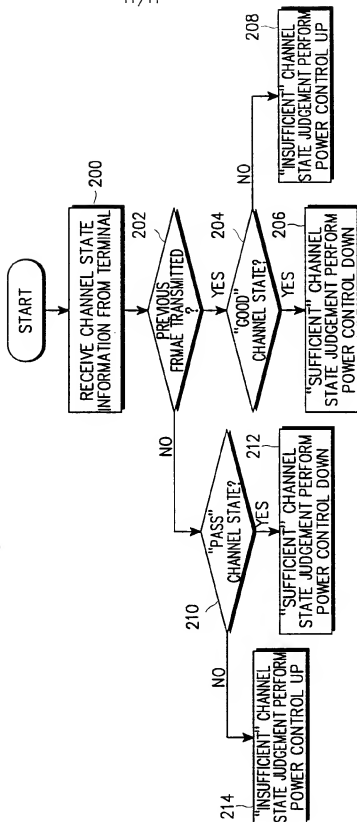 START
200
RECEIVE CHANNEL STATE
INFORMATION FROM TERMINAL
202
PREVIOUS
FRMAE TRANSMITTED
?
NO
YES
204
"GOOD"
CHANNEL STATE?
NO
YES
208
"INSUFFICIENT" CHANNEL
STATE JUDGEMENT PERFORM
POWER CONTROL UP
206
"SUFFICIENT" CHANNEL
STATE JUDGEMENT PERFORM
POWER CONTROL DOWN
210
"PASS"
CHANNEL STATE?
NO
YES
212
"SUFFICIENT" CHANNEL
STATE JUDGEMENT PERFORM
POWER CONTROL DOWN
214
"INSUFFICIENT" CHANNEL
STATE JUDGEMENT PERFORM
POWER CONTROL UP